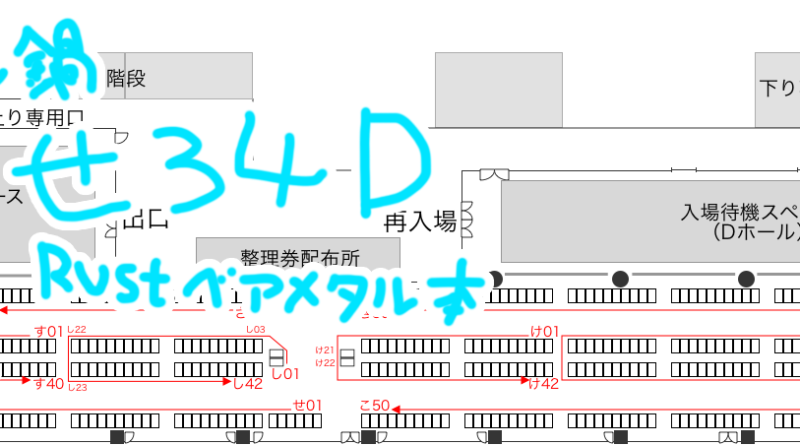 鍋
階段
下り
上り専用口
せ34D
ース
出口
再入場
入場待機スペ
（Dホール）
整理券配布所
Rustベアメタル本
す01
し22
し03
け21
け22
し01
け01
す40
し23
し42
け42
せ01
こ50